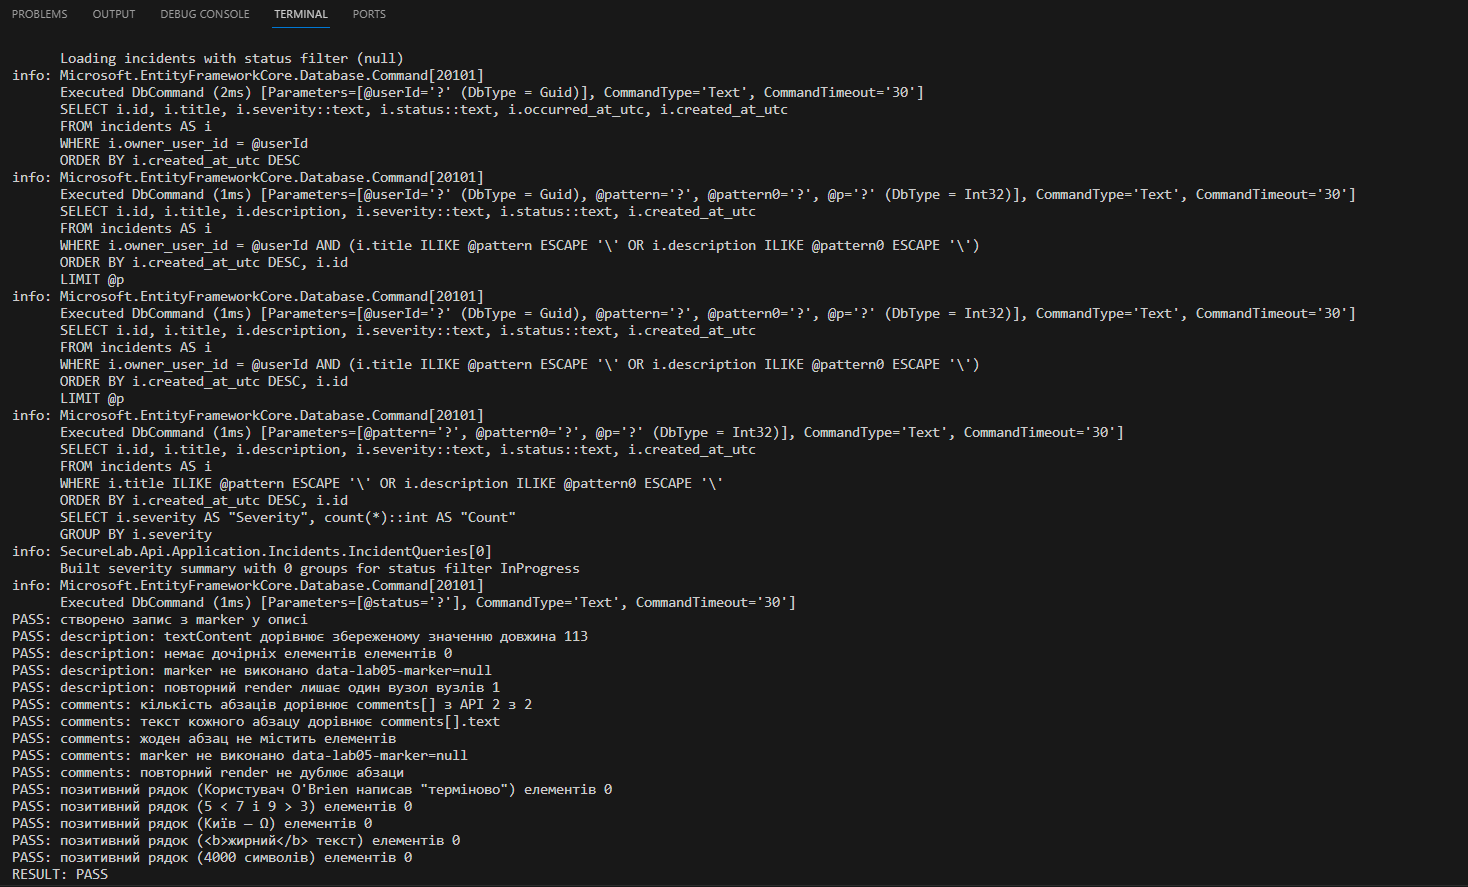 PROBLEMS OUTPUT DEBUG CONSOLE TERMINAL PORTS
Loading incidents with status filter (null)
info: Microsoft.EntityFrameworkCore.Database.Command[20101]
Executed DbCommand (2ms) [Parameters=[@userId='?' (DbType = Guid)], CommandType='Text', CommandTimeout='30']
SELECT i.id, i.title, i.severity::text, i.status::text, i.occurred_at_utc, i.created_at_utc
FROM incidents AS i
WHERE i.owner_user_id = @userId
ORDER BY i.created_at_utc DESC
info: Microsoft.EntityFrameworkCore.Database.Command[20101]
Executed DbCommand (1ms) [Parameters=[@userId='?' (DbType = Guid), @pattern='?', @pattern0='?', @p='?' (DbType = Int32)], CommandType='Text', CommandTimeout='30']
SELECT i.id, i.title, i.description, i.severity::text, i.status::text, i.created_at_utc
FROM incidents AS i
WHERE i.owner_user_id = @userId AND (i.title ILIKE @pattern ESCAPE '\' OR i.description ILIKE @pattern0 ESCAPE '\')
ORDER BY i.created_at_utc DESC, i.id
LIMIT @p
info: Microsoft.EntityFrameworkCore.Database.Command[20101]
Executed DbCommand (1ms) [Parameters=[@userId='?' (DbType = Guid), @pattern='?', @pattern0='?', @p='?' (DbType = Int32)], CommandType='Text', CommandTimeout='30']
SELECT i.id, i.title, i.description, i.severity::text, i.status::text, i.created_at_utc
FROM incidents AS i
WHERE i.owner_user_id = @userId AND (i.title ILIKE @pattern ESCAPE '\' OR i.description ILIKE @pattern0 ESCAPE '\')
ORDER BY i.created_at_utc DESC, i.id
LIMIT @p
info: Microsoft.EntityFrameworkCore.Database.Command[20101]
Executed DbCommand (1ms) [Parameters=[@pattern='?', @pattern0='?', @p='?' (DbType = Int32)], CommandType='Text', CommandTimeout='30']
SELECT i.id, i.title, i.description, i.severity::text, i.status::text, i.created_at_utc
FROM incidents AS i
WHERE i.title ILIKE @pattern ESCAPE '\' OR i.description ILIKE @pattern0 ESCAPE '\'
ORDER BY i.created_at_utc DESC, i.id
SELECT i.severity AS "Severity", count(*)::int AS "Count"
GROUP BY i.severity
info: SecureLab.Api.Application.Incidents.IncidentQueries[0]
Built severity summary with 0 groups for status filter InProgress
info: Microsoft.EntityFrameworkCore.Database.Command[20101]
Executed DbCommand (1ms) [Parameters=[@status='?'], CommandType='Text', CommandTimeout='30']
PASS: створено запис з marker у описі
PASS: description: textContent дорівнює збереженому значенню довжина 113
PASS: description: немає дочірніх елементів елементів 0
PASS: description: marker не виконано data-lab05-marker=null
PASS: description: повторний render лишає один вузол вузлів 1
PASS: comments: кількість абзаців дорівнює comments[] з API 2 з 2
PASS: comments: текст кожного абзацу дорівнює comments[].text
PASS: comments: жоден абзац не містить елементів
PASS: comments: marker не виконано data-lab05-marker=null
PASS: comments: повторний render не дублює абзаци
PASS: позитивний рядок (Користувач O'Brien написав "терміново") елементів 0
PASS: позитивний рядок (5 < 7 і 9 > 3) елементів 0
PASS: позитивний рядок (Київ — Ω) елементів 0
PASS: позитивний рядок (<b>жирний</b> текст) елементів 0
PASS: позитивний рядок (4000 символів) елементів 0
RESULT: PASS